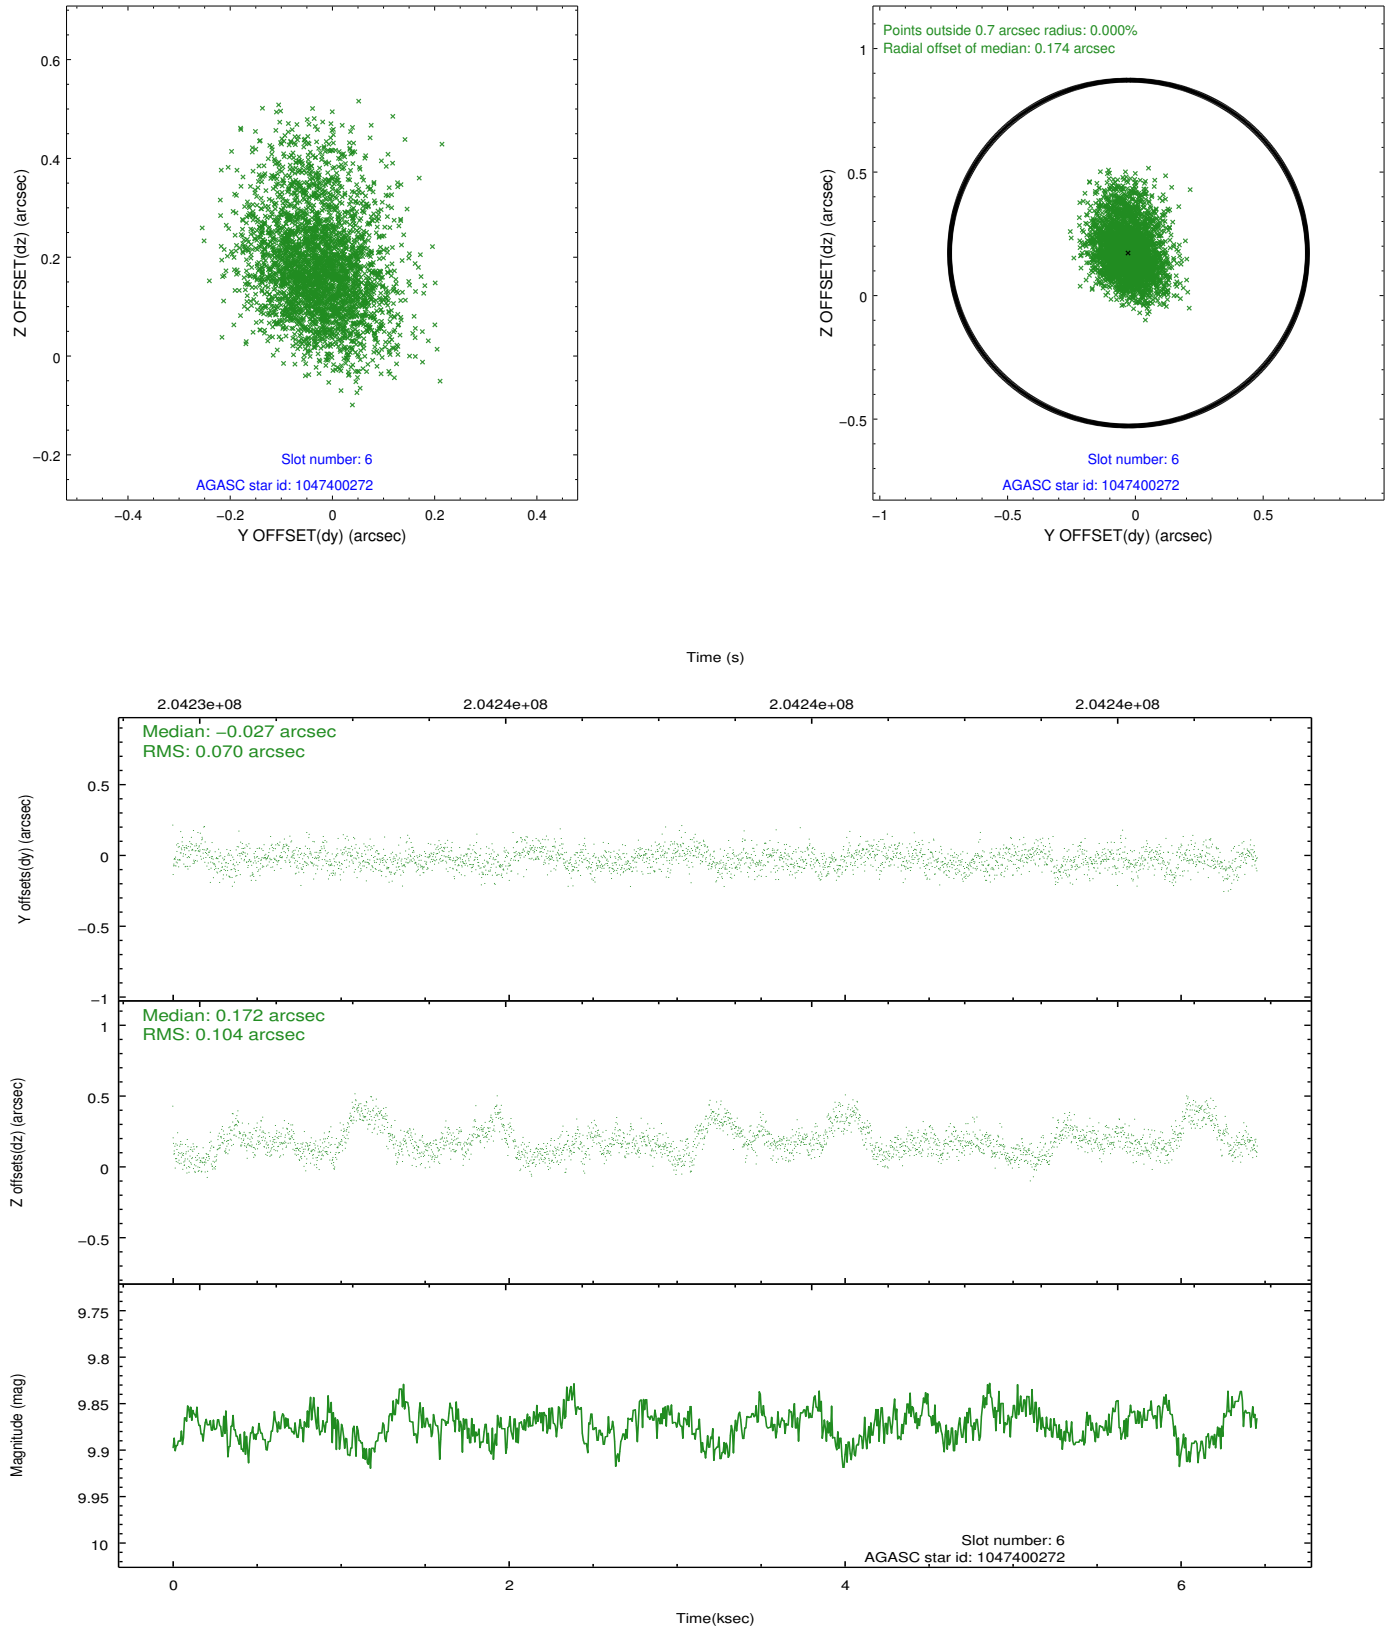 0.6
0.4
0.2
0
−0.2
Z OFFSET(dz) (arcsec)
Slot number: 6
AGASC star id: 1047400272
−0.4 −0.2 0 0.2 0.4
Y OFFSET(dy) (arcsec)
Points outside 0.7 arcsec radius: 0.000%
Radial offset of median: 0.174 arcsec
1
0.5
0
−0.5
Z OFFSET(dz) (arcsec)
Slot number: 6
AGASC star id: 1047400272
−1 −0.5 0 0.5
Y OFFSET(dy) (arcsec)
Time (s)
2.0423e+08 2.0424e+08 2.0424e+08 2.0424e+08
Median: −0.027 arcsec
RMS: 0.070 arcsec
0.5
0
−0.5
−1
Y offsets(dy) (arcsec)
Median: 0.172 arcsec
RMS: 0.104 arcsec
1
0.5
0
−0.5
Z offsets(dz) (arcsec)
9.75
9.8
9.85
9.9
9.95
10
Magnitude (mag)
Slot number: 6
AGASC star id: 1047400272
0 2 4 6
Time(ksec)